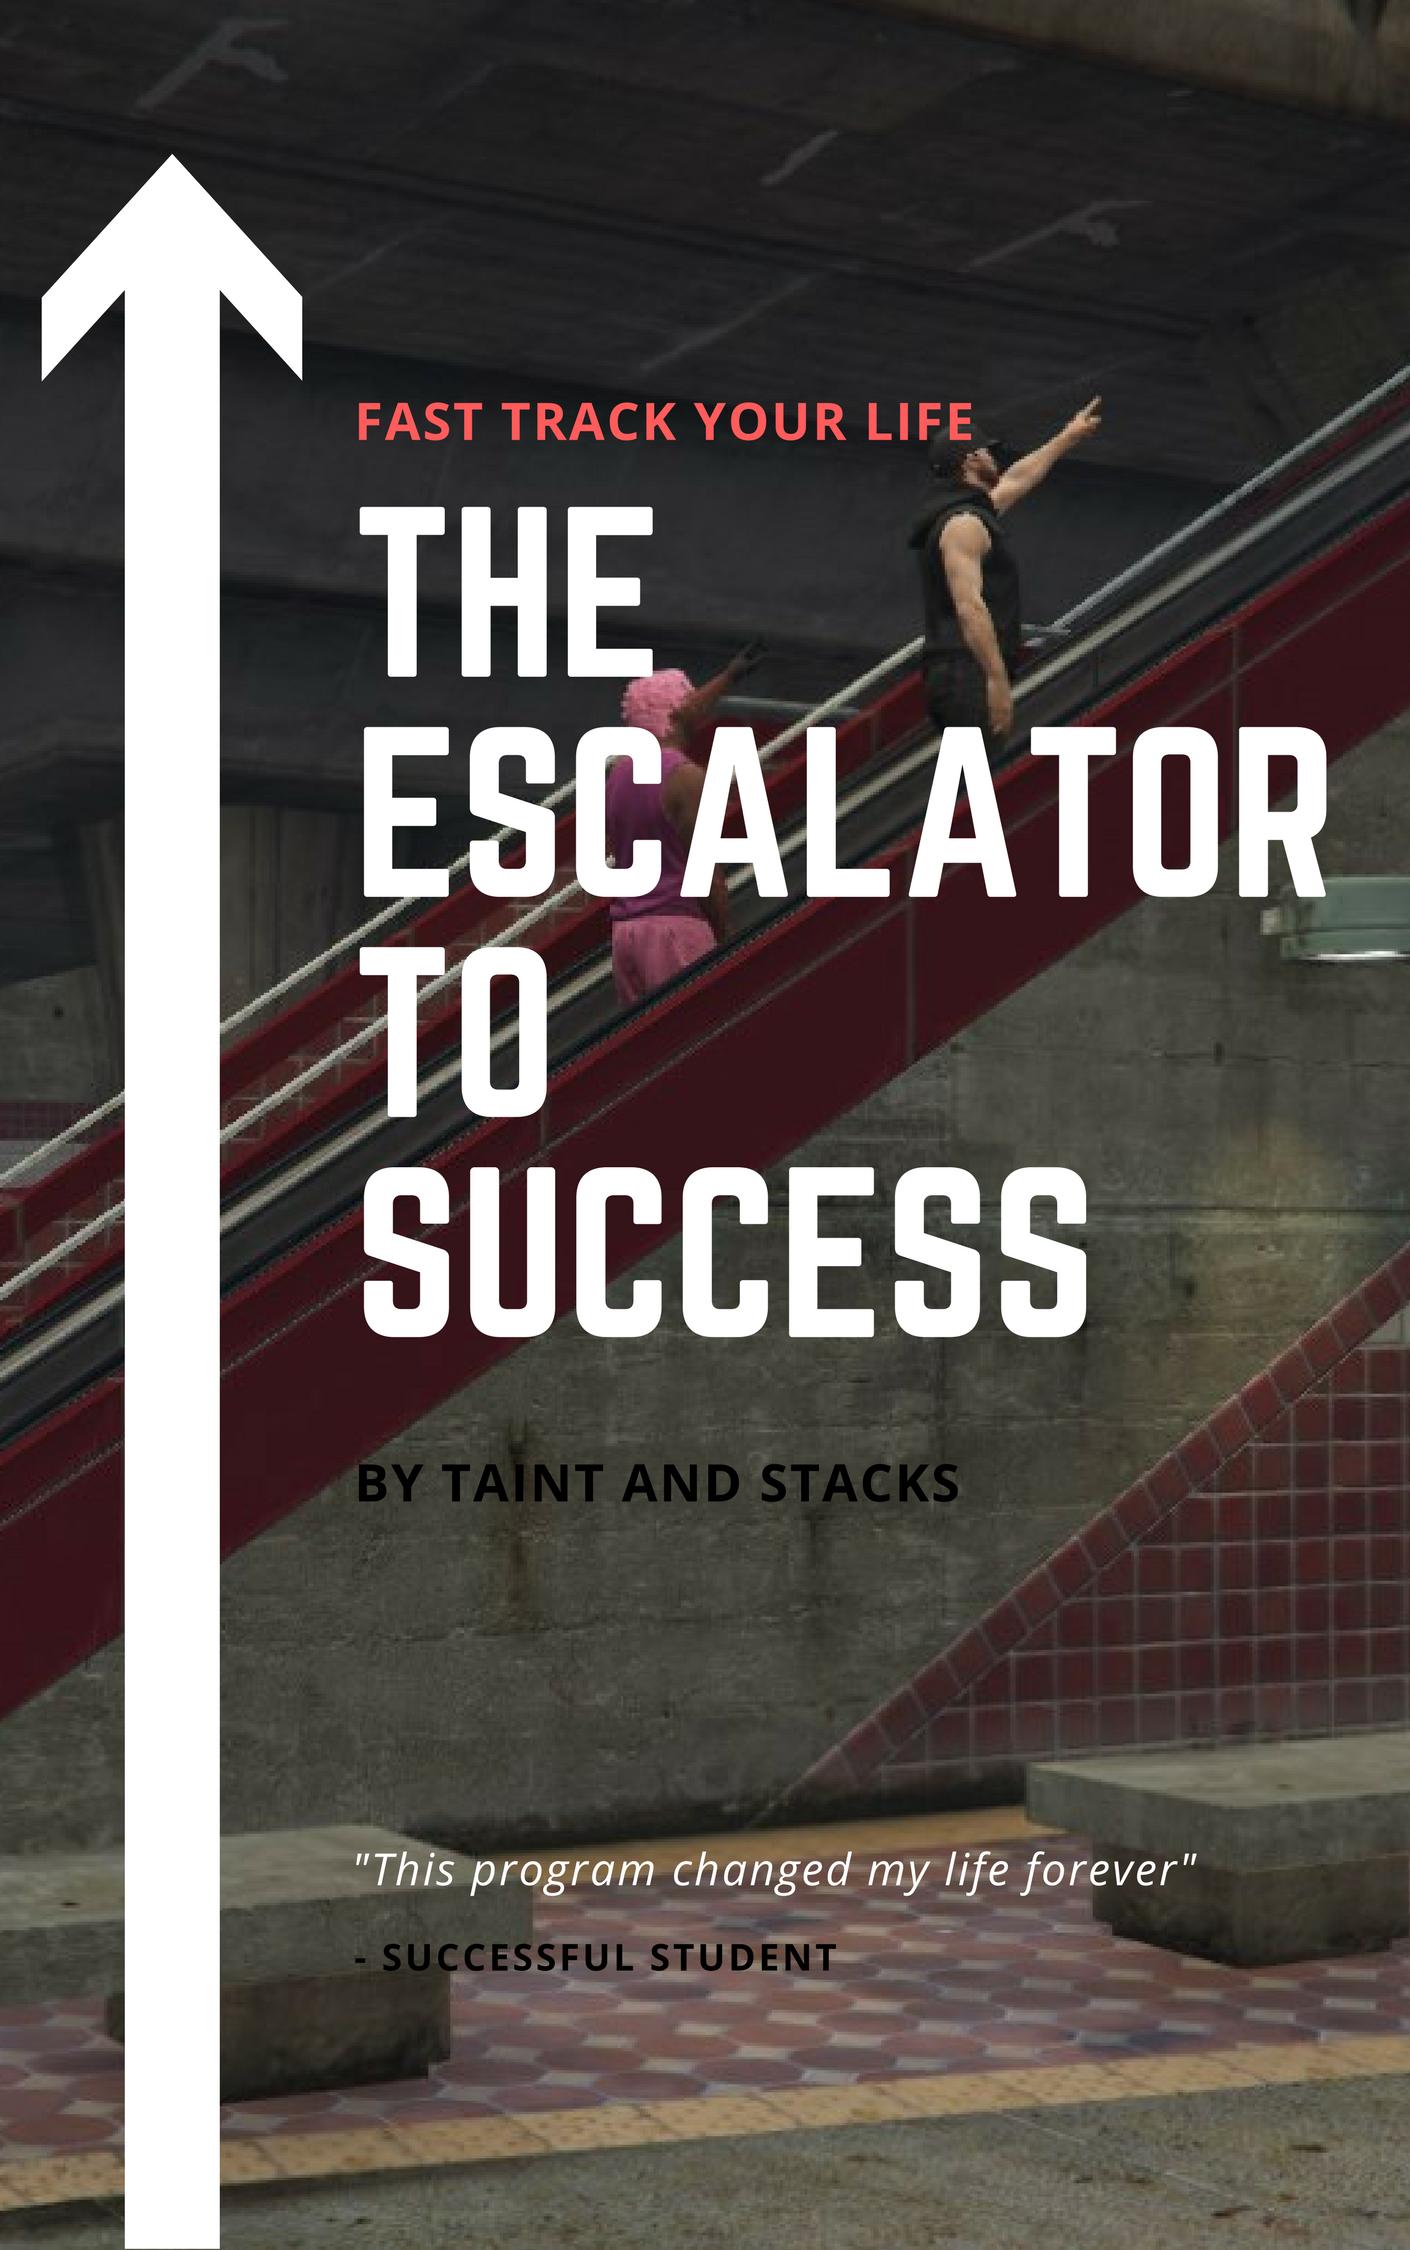 FAST TRACK YOUR LIFE
THE
ESCALATOR
TO
SUCCESS
BY TAINT AND STACKS
"This program changed my life forever"
- SUCCESSFUL STUDENT